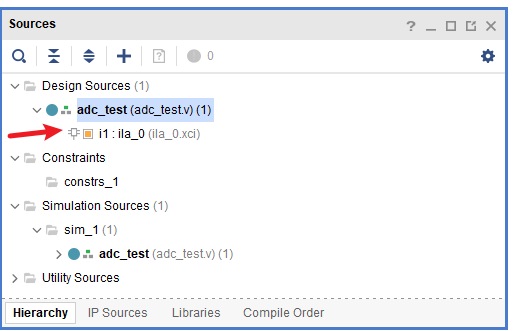 Sources
0
Design Sources (1)
adc_test (adc_test.v) (1)
i1 : ila_0 (ila_0.xci)
Constraints
constrs_1
Simulation Sources (1)
sim_1 (1)
adc_test (adc_test.v) (1)
Utility Sources
Hierarchy IP Sources Libraries Compile Order